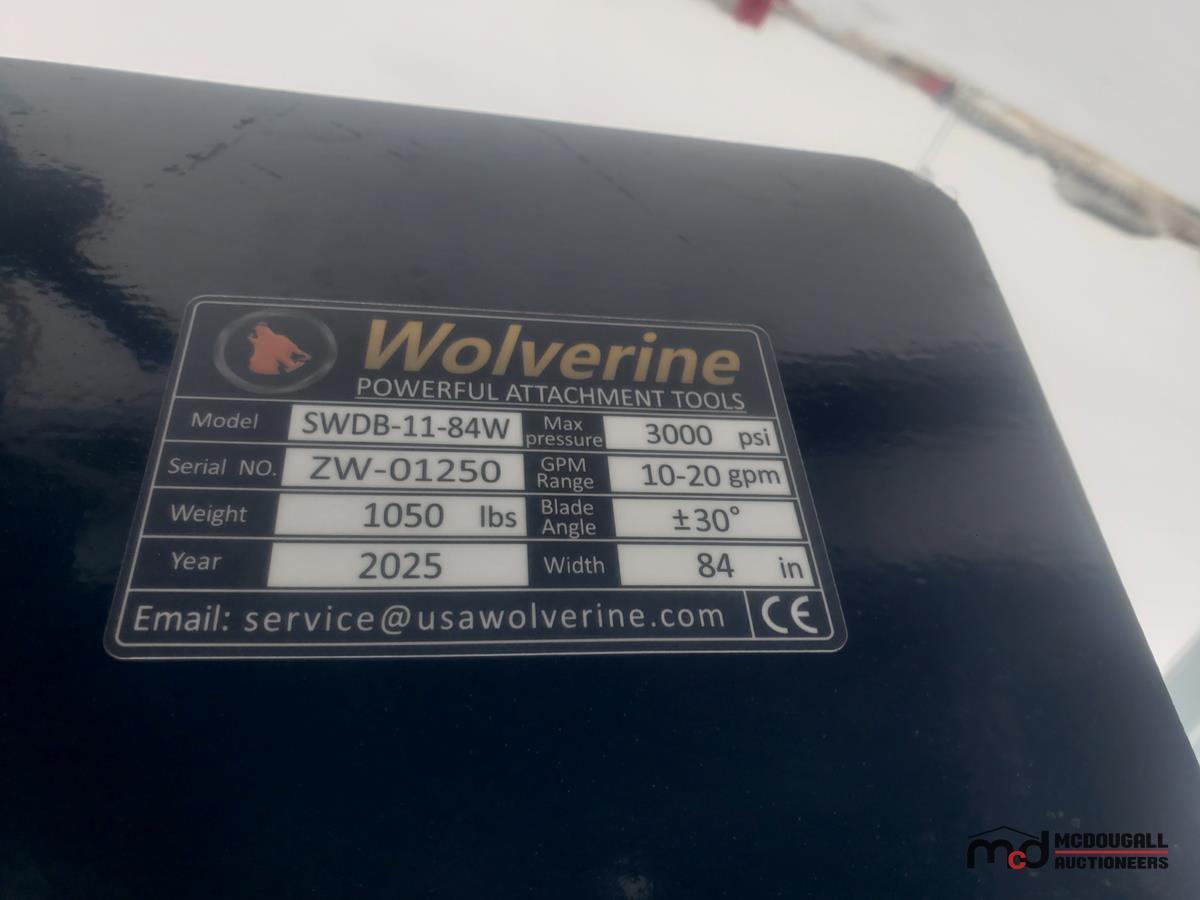 Wolverine
POWERFUL ATTACHMENT TOOLS
Model SWDB-11-84W Max pressure 3000 psi
Serial NO. ZW-01250 GPM Range 10-20 gpm
Weight 1050 lbs Blade Angle ±30°
Year 2025 Width 84 in
Email: service@usawolverine.com CE
mcd MCDOUGALL
AUCTIONEERS